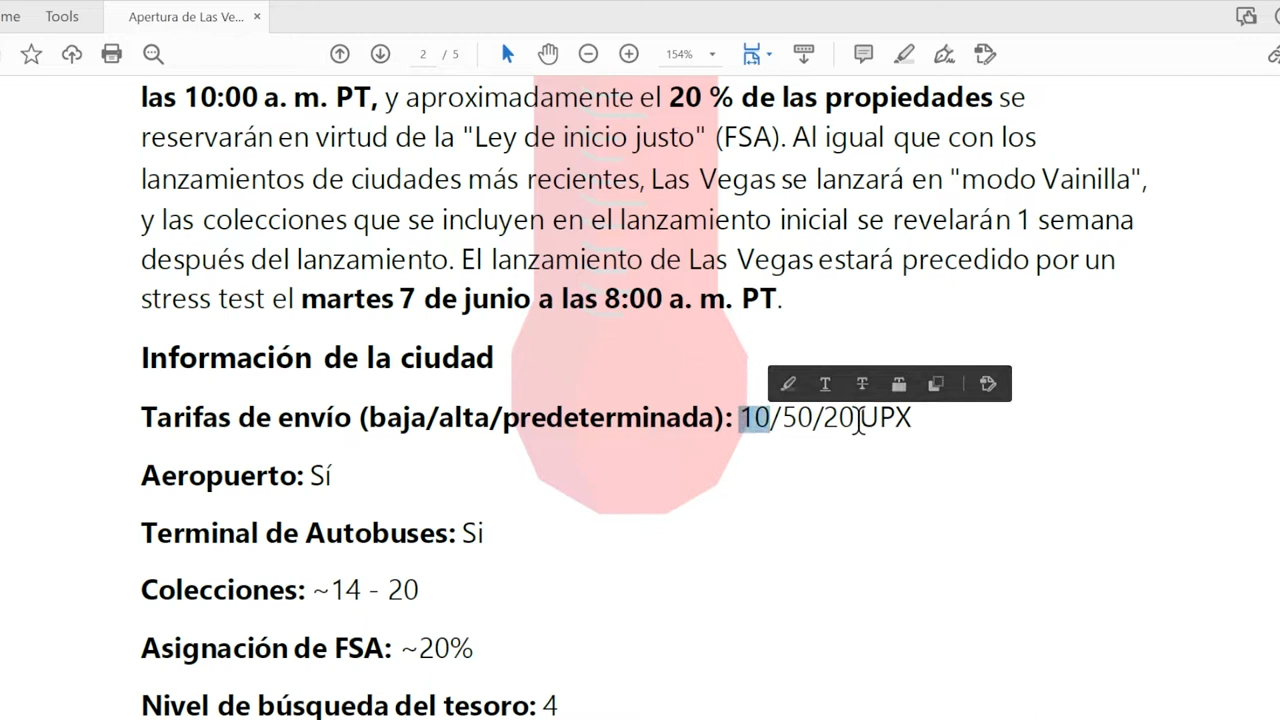 me Tools Apertura de Las Ve... ×
2 / 5 154%
las 10:00 a. m. PT, y aproximadamente el 20 % de las propiedades se
reservarán en virtud de la "Ley de inicio justo" (FSA). Al igual que con los
lanzamientos de ciudades más recientes, Las Vegas se lanzará en "modo Vainilla",
y las colecciones que se incluyen en el lanzamiento inicial se revelarán 1 semana
después del lanzamiento. El lanzamiento de Las Vegas estará precedido por un
stress test el martes 7 de junio a las 8:00 a. m. PT.
Información de la ciudad
Tarifas de envío (baja/alta/predeterminada): 10/50/20 UPX
Aeropuerto: Sí
Terminal de Autobuses: Si
Colecciones: ~14 - 20
Asignación de FSA: ~20%
Nivel de búsqueda del tesoro: 4